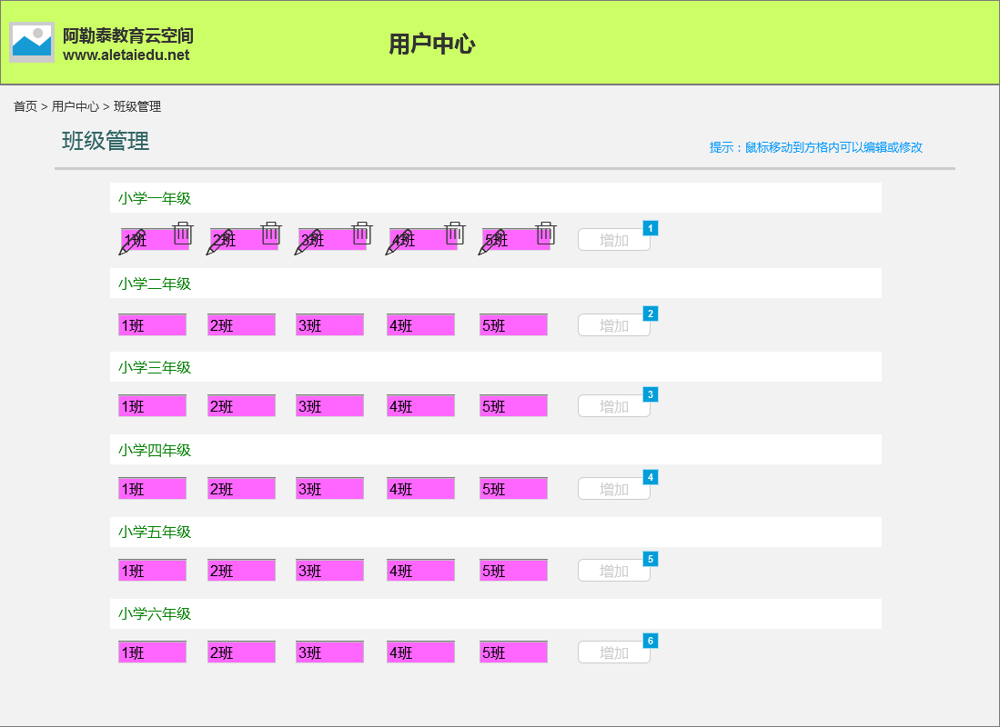 阿勒泰教育云空间
用户中心
www.aletaiedu.net
首页 > 用户中心 > 班级管理
班级管理
提示：鼠标移动到方格内可以编辑或修改
小学一年级
1班 2班 3班 4班 5班 增加 1
小学二年级
1班 2班 3班 4班 5班 增加 2
小学三年级
1班 2班 3班 4班 5班 增加 3
小学四年级
1班 2班 3班 4班 5班 增加 4
小学五年级
1班 2班 3班 4班 5班 增加 5
小学六年级
1班 2班 3班 4班 5班 增加 6